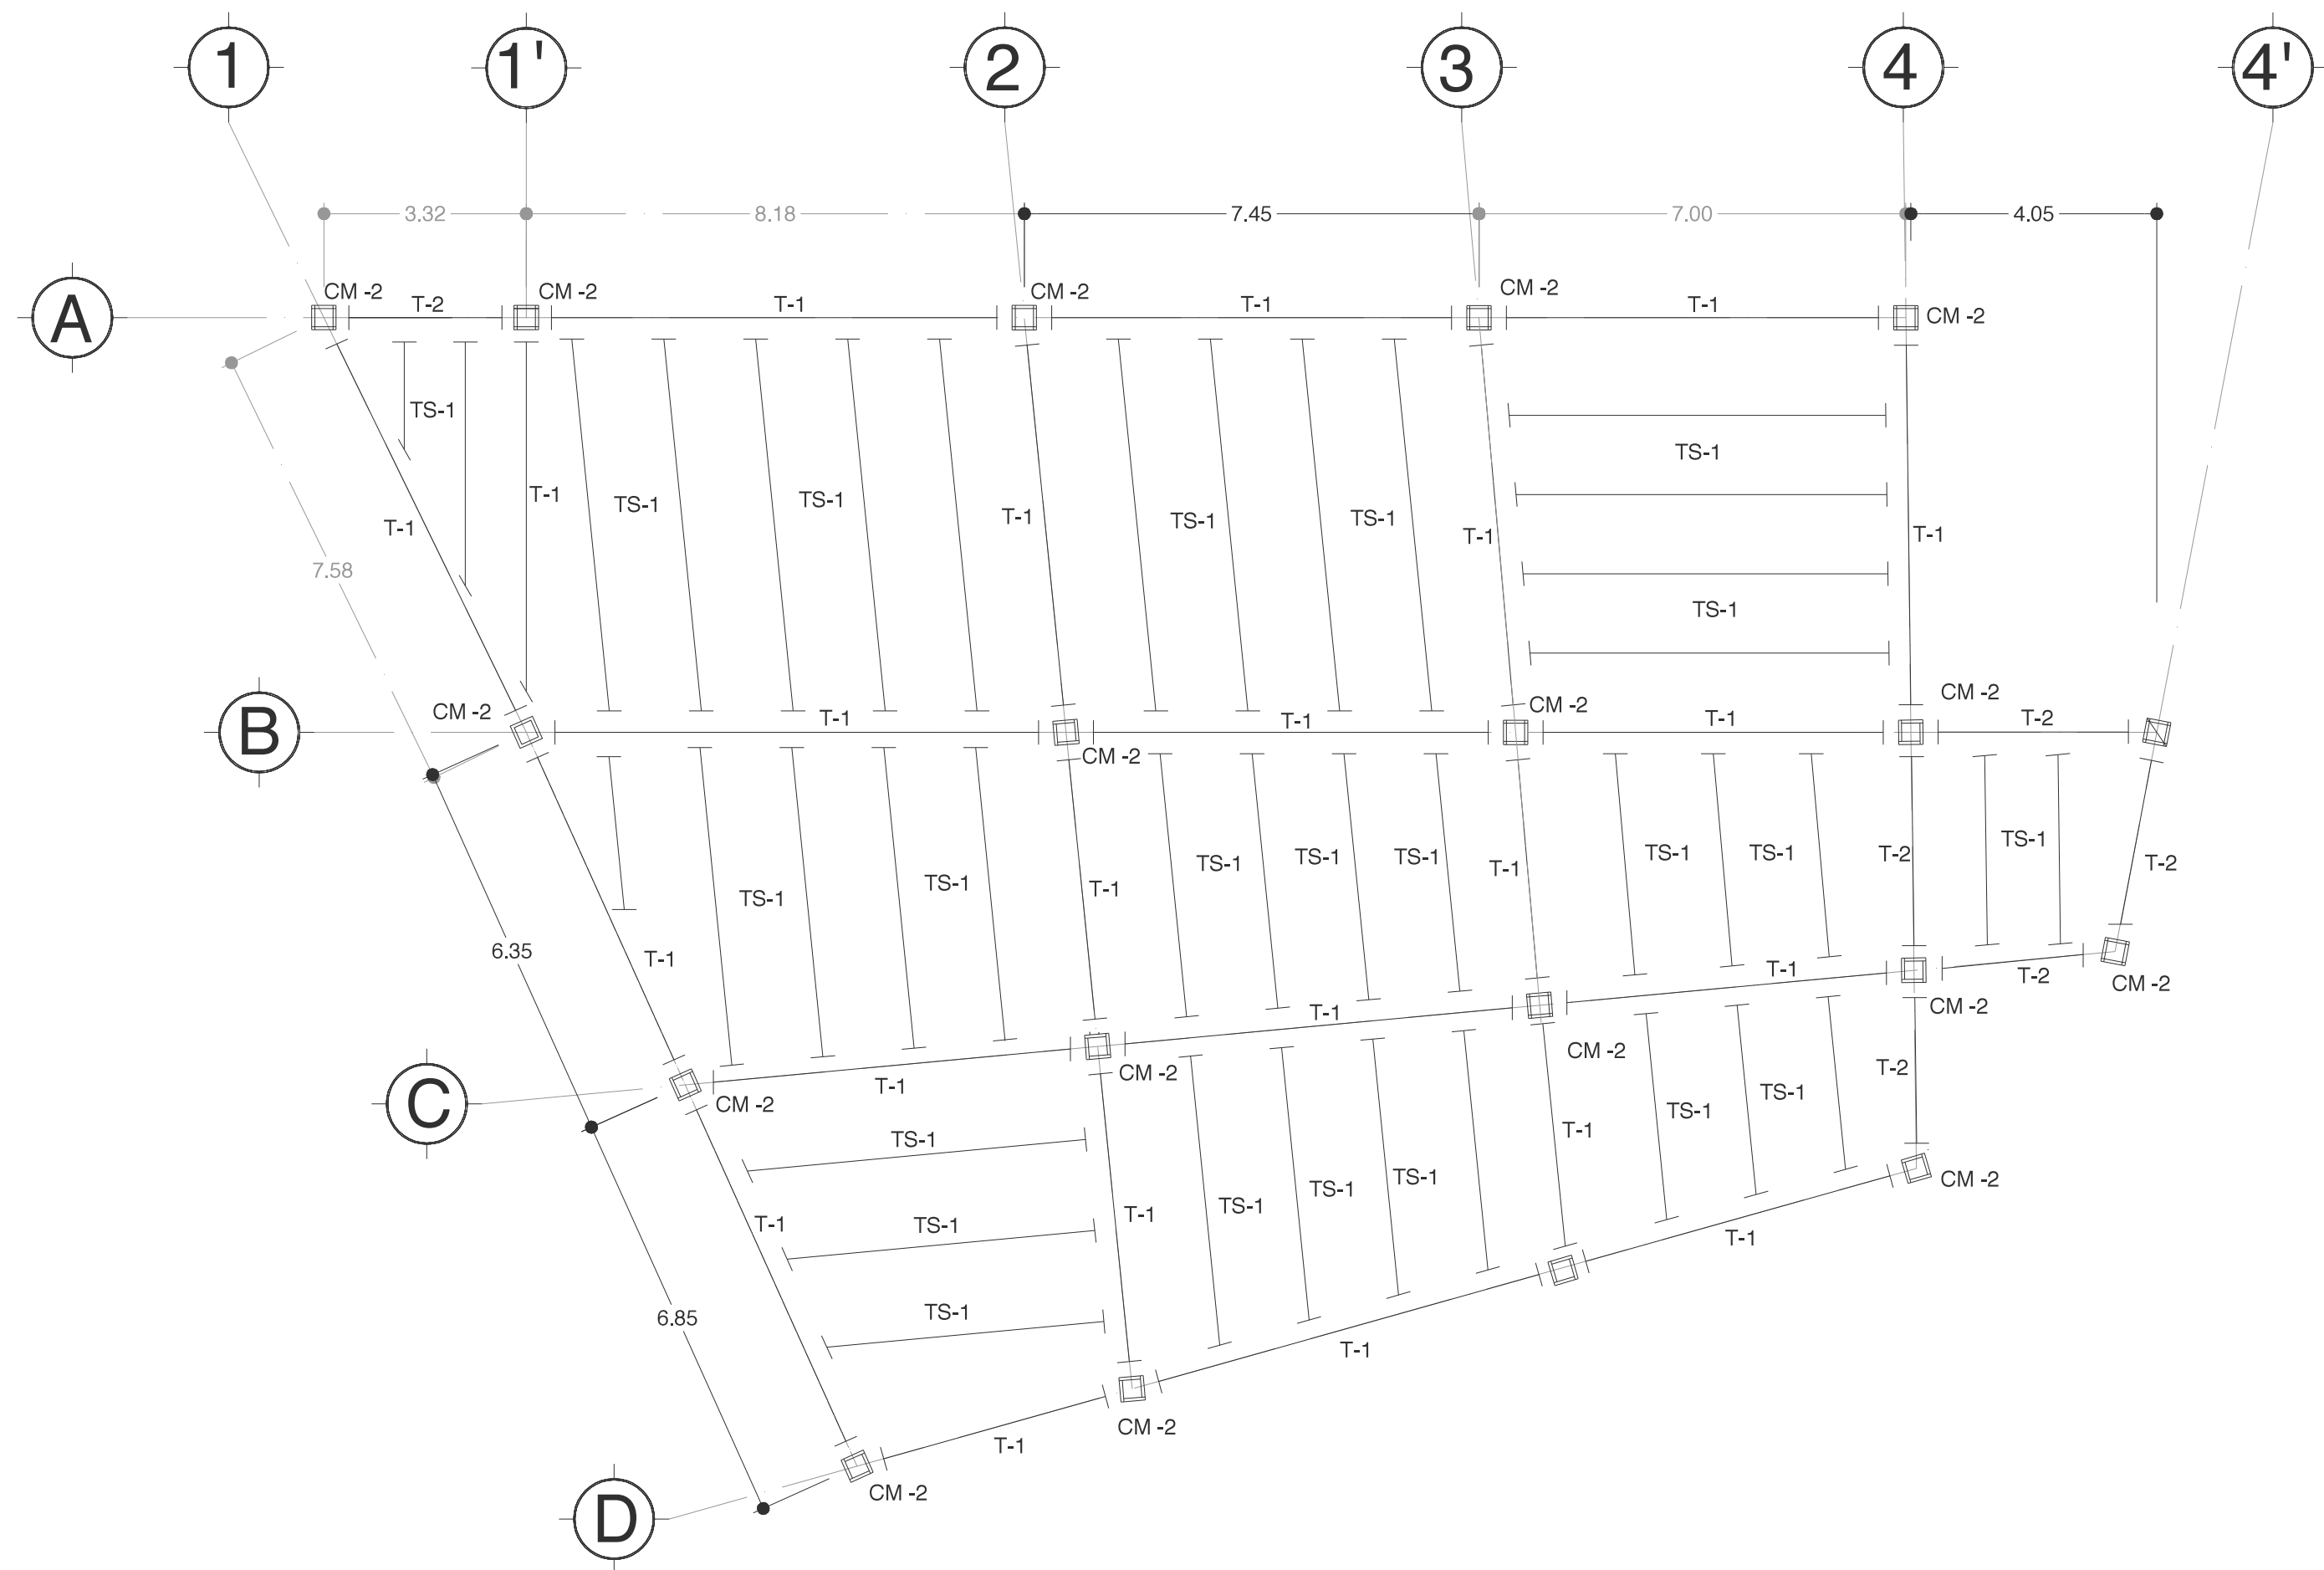 1 1' 2 3 4 4'
3.32 8.18 7.45 7.00 4.05
CM -2 CM -2 CM -2 CM -2
T-2 T-1 T-1 T-1 CM -2
A
TS-1
TS-1 TS-1
T-1 TS-1 TS-1 T-1 TS-1 TS-1
T-1 T-1 T-1
7.58
TS-1
CM -2 CM -2 CM -2
B T-1 T-1 T-1 T-2
CM -2
TS-1 TS-1 TS-1 TS-1 TS-1 T-2 TS-1
TS-1 TS-1 T-1 T-1 T-2
6.35 T-1 T-1 T-2
CM -2
T-1 CM -2
CM -2
C T-1 CM -2 T-2
CM -2 TS-1
TS-1 TS-1 T-1
TS-1 TS-1 TS-1 CM -2
T-1 TS-1 T-1 T-1
6.85 TS-1
T-1
CM -2
T-1
CM -2
D